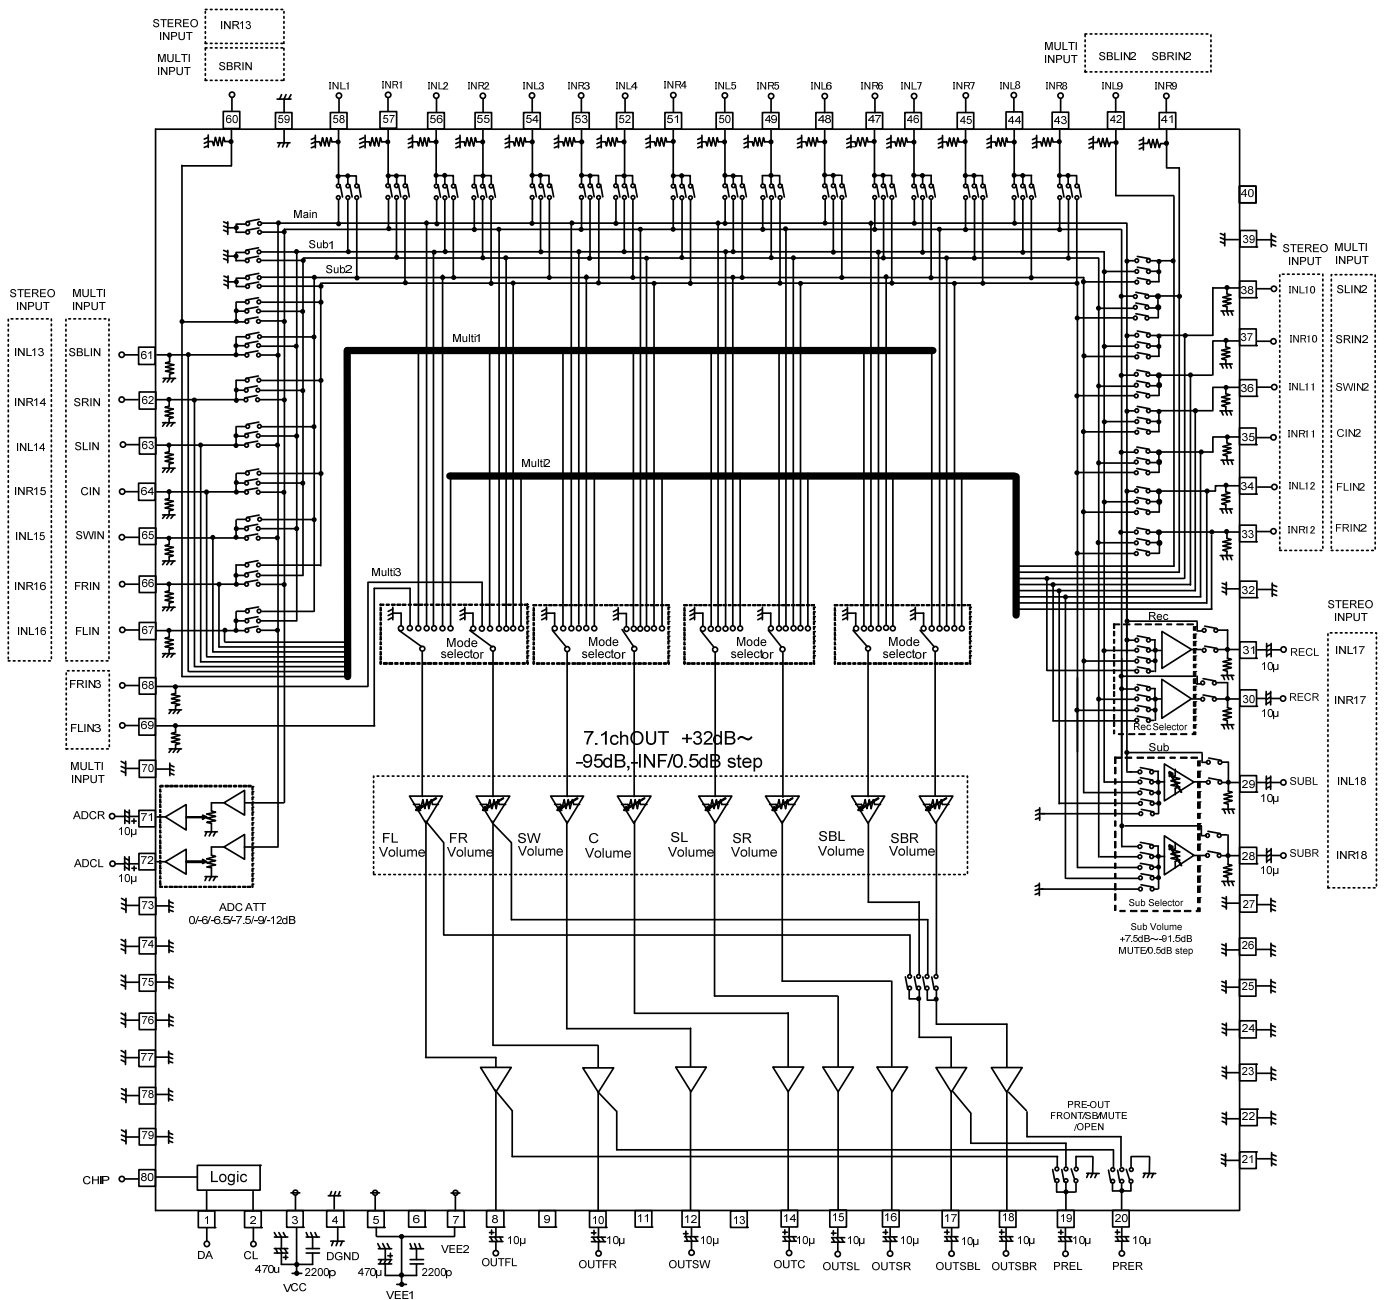 STEREO
INPUT
INR13
MULTI
INPUT
SBRIN
MULTI
INPUT
SBLIN2 SBRIN2
INL1 INR1 INL2 INR2 INL3 INR3 INL4 INR4 INL5 INR5 INL6 INR6 INL7 INR7 INL8 INR8 INL9 INR9
60 59 58 57 56 55 54 53 52 51 50 49 48 47 46 45 44 43 42 41
40
39
Main
Sub1
Sub2
STEREO
INPUT
MULTI
INPUT
38 INL10 SLIN2
37 INR10 SRIN2
36 INL11 SWIN2
35 INR11 CIN2
34 INL12 FLIN2
33 INR12 FRIN2
32
STEREO
INPUT
MULTI
INPUT
INL13 SBLIN 61
INR14 SRIN 62
INL14 SLIN 63
INR15 CIN 64
INL15 SWIN 65
INR16 FRIN 66
INL16 FLIN 67
FRIN3 68
FLIN3 69
MULTI
INPUT
70
Multi1
Multi2
Multi3
Mode
selector
Mode
selector
Mode
selector
Mode
selector
7.1chOUT +32dB～
-95dB,-INF/0.5dB step
Rec
Rec Selector
STEREO
INPUT
31 10μ RECL INL17
30 10μ RECR INR17
Sub
29 10μ SUBL INL18
28 10μ SUBR INR18
Sub Selector
Sub Volume
+7.5dB～-91.5dB
MUTE/0.5dB step
ADCR 10μ 71
ADCL 10μ 72
ADC ATT
0/-6/-6.5/-7.5/-9/-12dB
FL
Volume
FR
Volume
SW
Volume
C
Volume
SL
Volume
SR
Volume
SBL
Volume
SBR
Volume
73
74
75
76
77
78
79
CHIP 80
Logic
27
26
25
24
23
22
21
PRE-OUT
FRONT/SB/MUTE
/OPEN
1 2 3 4 5 6 7 8 9 10 11 12 13 14 15 16 17 18 19 20
DA
CL
470μ
2200p
VCC
DGND
470μ
2200p
VEE1
VEE2
10μ 10μ 10μ 10μ 10μ 10μ 10μ 10μ 10μ 10μ
OUTFL OUTFR OUTSW OUTC OUTSL OUTSR OUTSBL OUTSBR PREL PRER